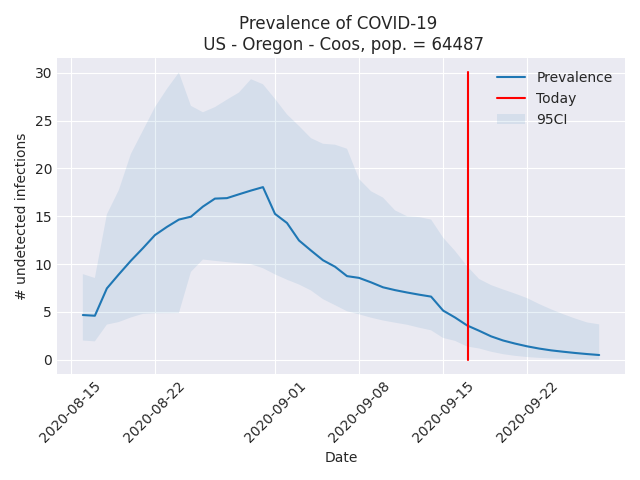 Prevalence of COVID-19
US - Oregon - Coos, pop. = 64487
30
25
20
15
10
5
0
# undetected infections
Prevalence
Today
95CI
2020-08-15
2020-08-22
2020-09-01
2020-09-08
2020-09-15
2020-09-22
Date